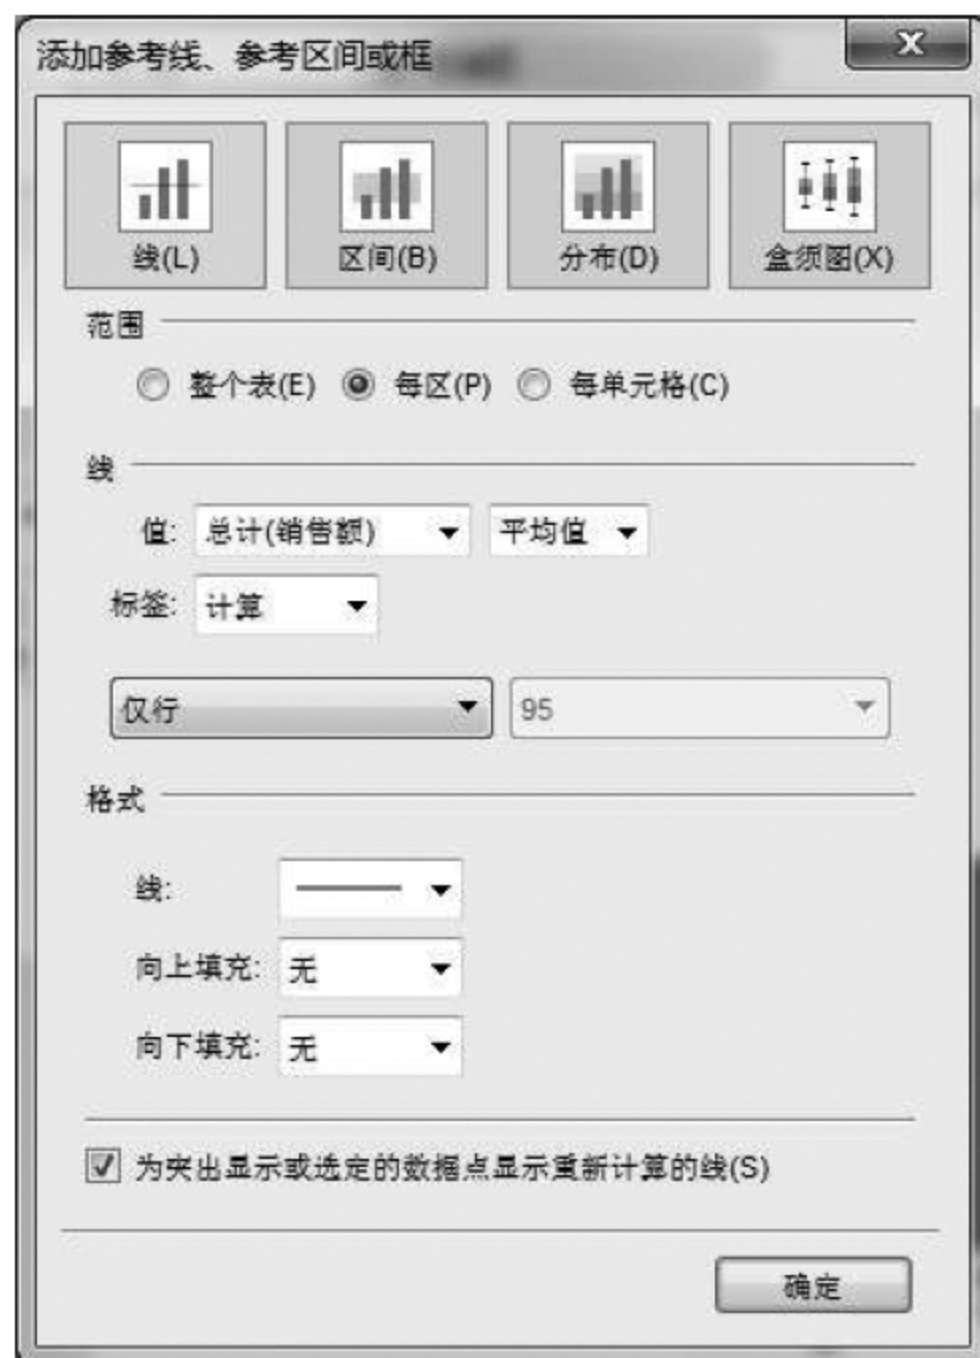 添加参考线、参考区间或框
线(L) 区间(B) 分布(D) 盒须图(X)
范围
整个表(E) 每区(P) 每单元格(C)
线
值: 总计(销售额) 平均值
标签: 计算
仅行 95
格式
线:
向上填充: 无
向下填充: 无
为突出显示或选定的数据点显示重新计算的线(S)
确定